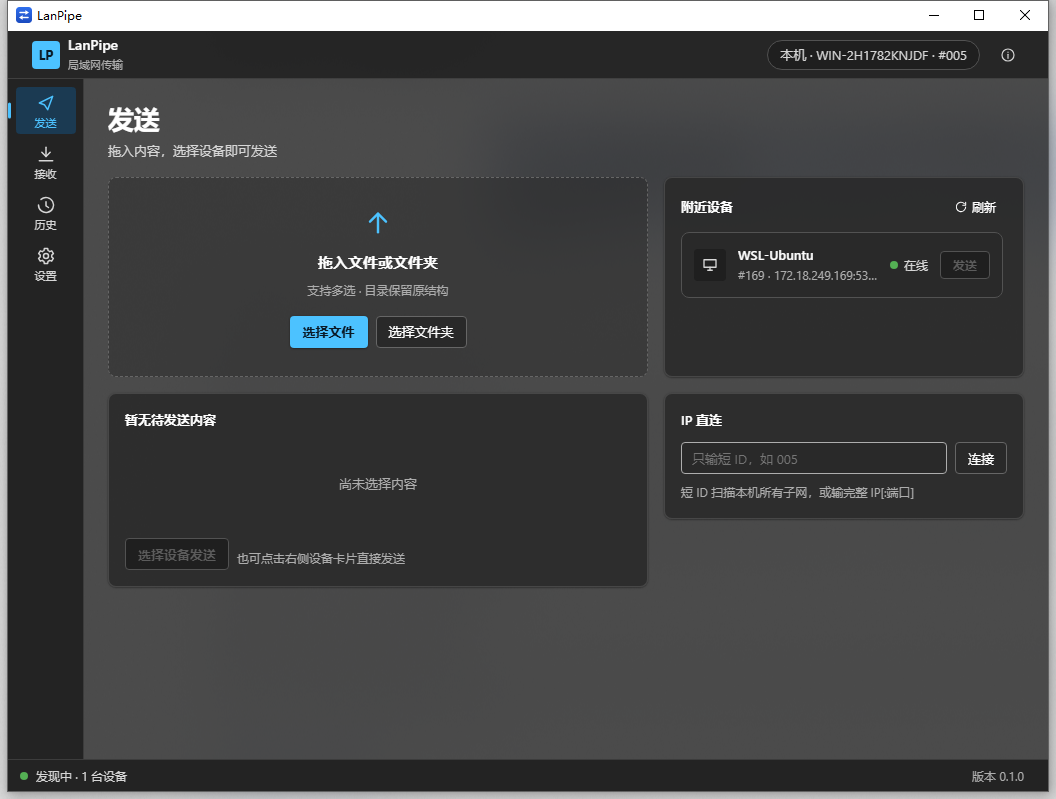 LanPipe
LP
LanPipe
局域网传输
本机 · WIN-2H1782KNJDF · #005
发送
接收
历史
设置
发送
拖入内容，选择设备即可发送
拖入文件或文件夹
支持多选 · 目录保留原结构
选择文件
选择文件夹
附近设备
刷新
WSL-Ubuntu
#169 · 172.18.249.169:53...
在线
发送
暂无待发送内容
尚未选择内容
选择设备发送
也可点击右侧设备卡片直接发送
IP 直连
只输短 ID，如 005
连接
短 ID 扫描本机所有子网，或输完整 IP[:端口]
发现中 · 1 台设备
版本 0.1.0